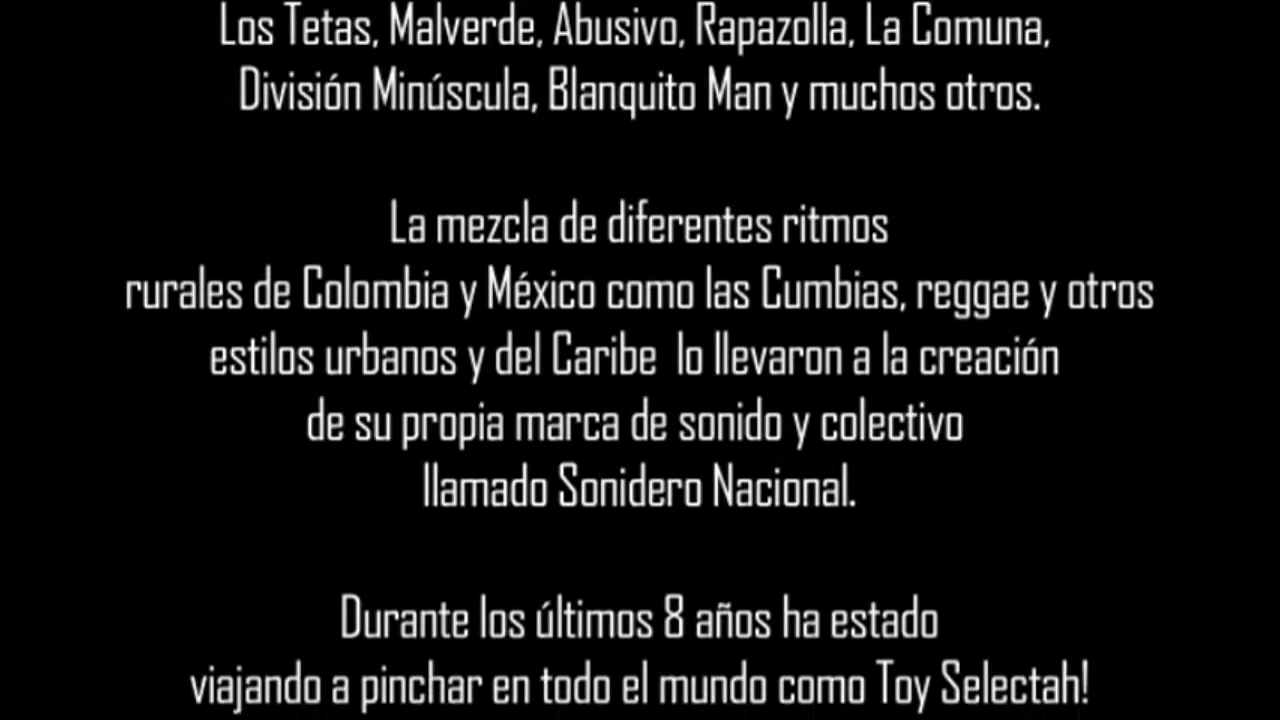 Los Tetas, Malverde, Abusivo, Rapazolla, La Comuna,
División Minúscula, Blanquito Man y muchos otros.
La mezcla de diferentes ritmos
rurales de Colombia y México como las Cumbias, reggae y otros
estilos urbanos y del Caribe lo llevaron a la creación
de su propia marca de sonido y colectivo
llamado Sonidero Nacional.
Durante los últimos 8 años ha estado
viajando a pinchar en todo el mundo como Toy Selectah!